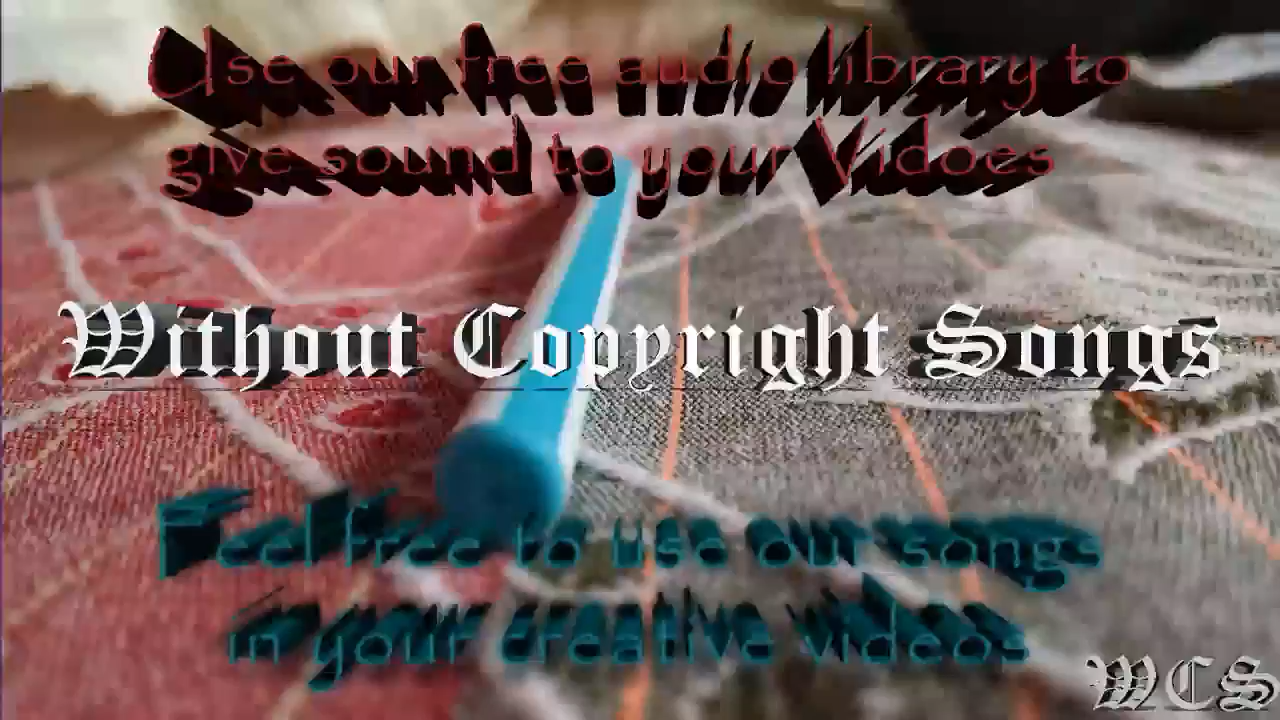 Use our free audio library to
give sound to your Vidoes
Without Copyright Songs
Feel free to use our songs
in your creative videos
WCS